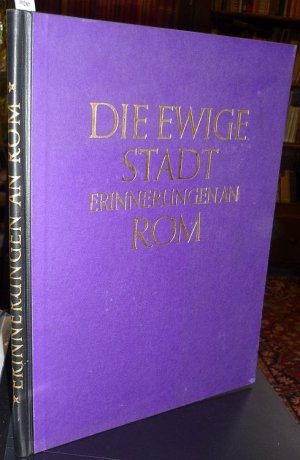 DIE EWIGE
STADT
ERINNERUNGEN AN
ROM
* ERINNERUNGEN AN ROM *